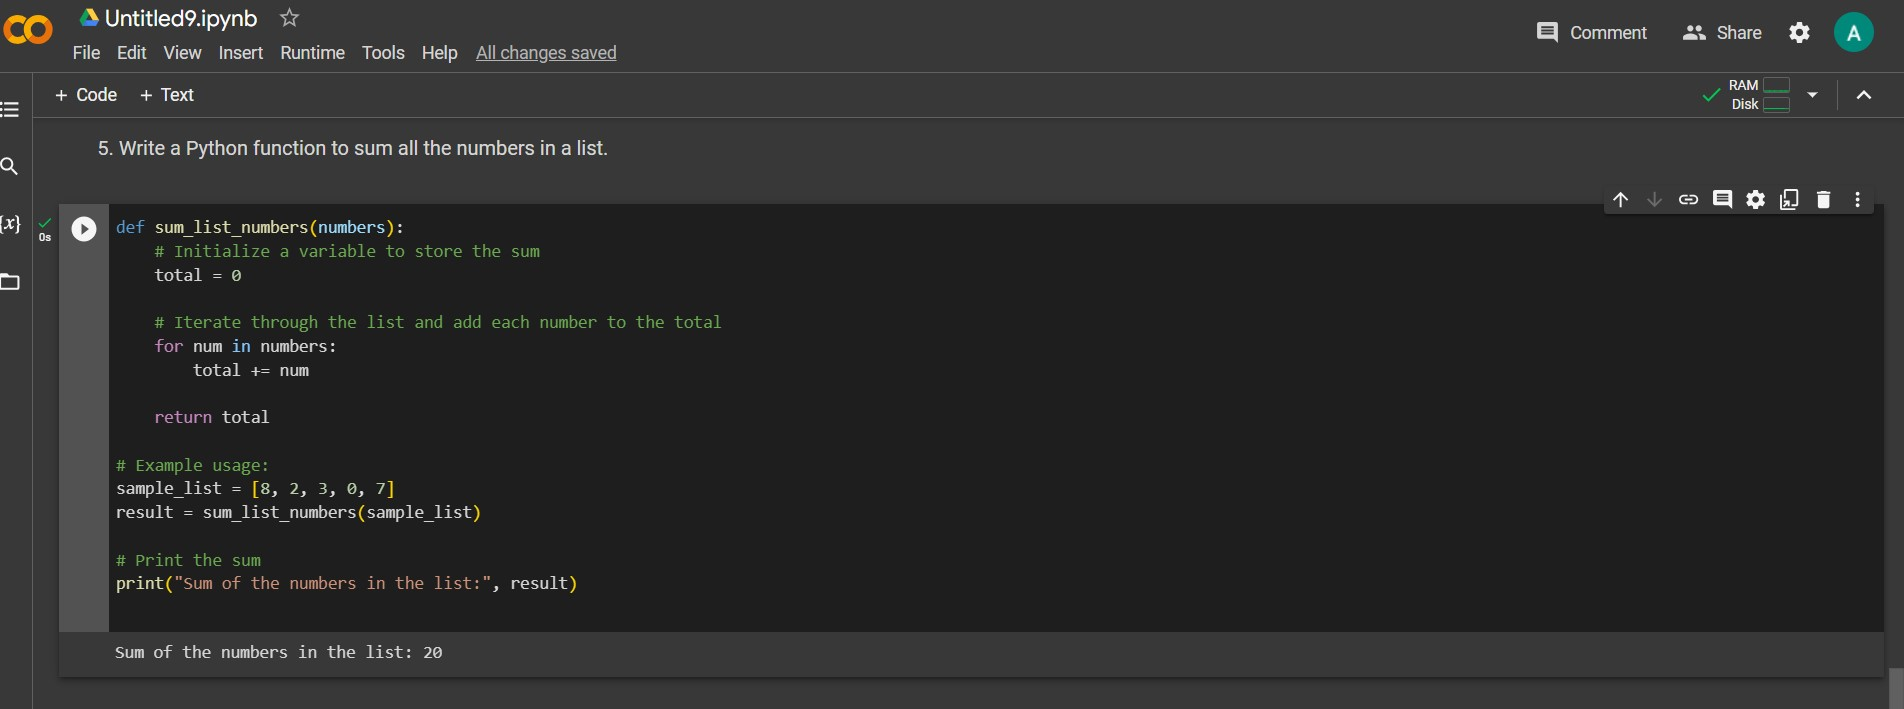 Untitled9.ipynb
File Edit View Insert Runtime Tools Help All changes saved
Comment Share A
+ Code + Text
RAM
Disk
5. Write a Python function to sum all the numbers in a list.
{x}
0s
def sum_list_numbers(numbers):
    # Initialize a variable to store the sum
    total = 0
    # Iterate through the list and add each number to the total
    for num in numbers:
        total += num
    return total
# Example usage:
sample_list = [8, 2, 3, 0, 7]
result = sum_list_numbers(sample_list)
# Print the sum
print("Sum of the numbers in the list:", result)
Sum of the numbers in the list: 20